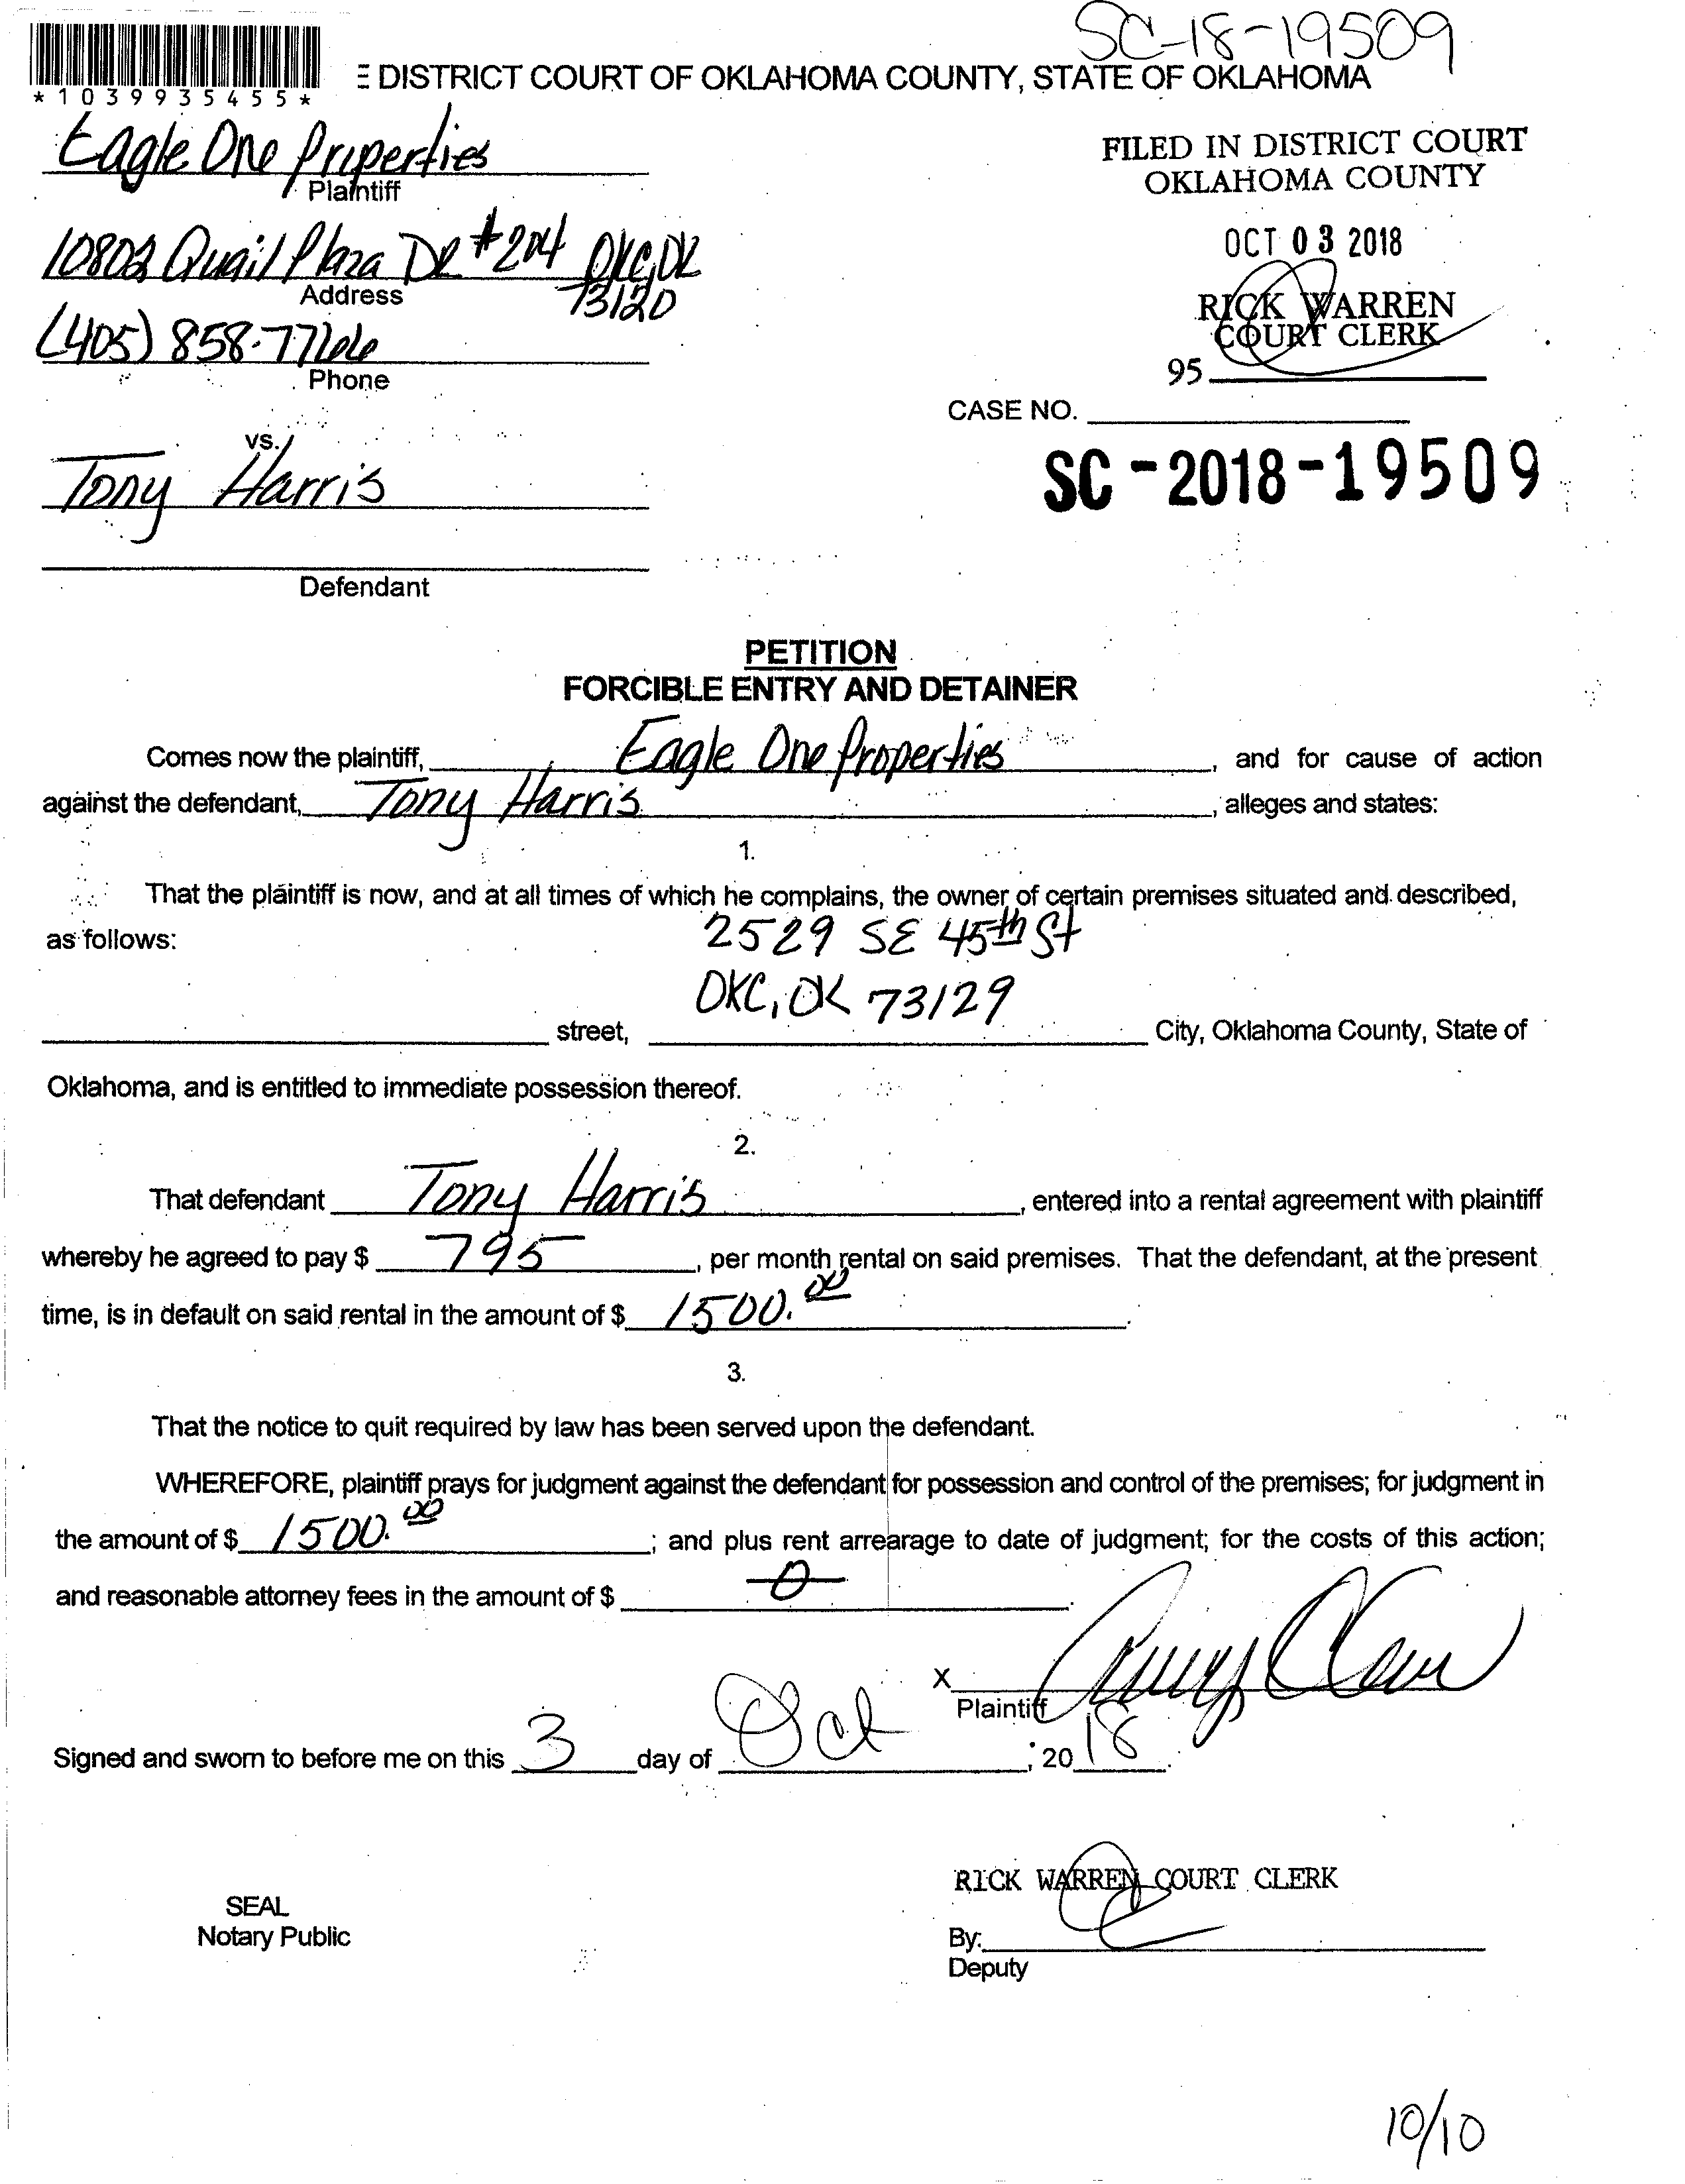 SC-18-19509
*1039935455*
E DISTRICT COURT OF OKLAHOMA COUNTY, STATE OF OKLAHOMA
Eagle One Properties
Plaintiff
FILED IN DISTRICT COURT
OKLAHOMA COUNTY
OCT 03 2018
RICK WARREN
COURT CLERK
95
Quail Plaza DR #204 OKC, OK
73120
Address
(405) 858-7766
Phone
CASE NO.
SC-2018-19509
vs.
Tony Harris
Defendant
PETITION
FORCIBLE ENTRY AND DETAINER
Comes now the plaintiff, Eagle One Properties, and for cause of action
against the defendant, Tony Harris, alleges and states:
1.
That the plaintiff is now, and at all times of which he complains, the owner of certain premises situated and described,
as follows: 2529 SE 45th St
OKC, OK 73129
street, City, Oklahoma County, State of
Oklahoma, and is entitled to immediate possession thereof.
2.
That defendant Tony Harris, entered into a rental agreement with plaintiff
whereby he agreed to pay $ 795, per month rental on said premises. That the defendant, at the present
time, is in default on said rental in the amount of $ 1500.00.
3.
That the notice to quit required by law has been served upon the defendant.
WHEREFORE, plaintiff prays for judgment against the defendant for possession and control of the premises; for judgment in
the amount of $ 1500.00; and plus rent arrearage to date of judgment; for the costs of this action;
and reasonable attorney fees in the amount of $ 0.
X
Plaintiff
Signed and sworn to before me on this 3 day of Oct, 2018.
RICK WARREN COURT CLERK
SEAL
Notary Public
By:
Deputy
10/10